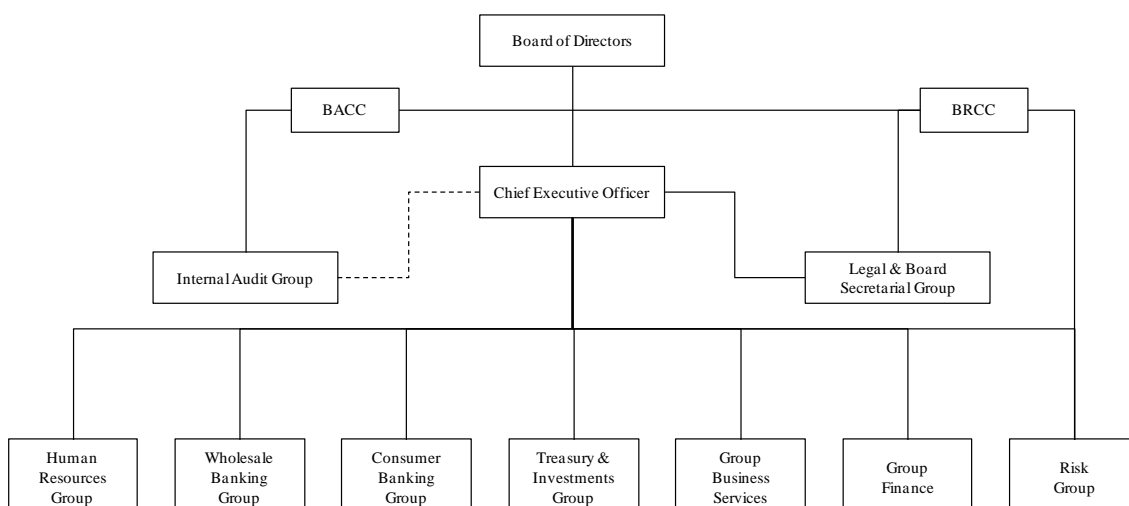 Board of Directors
BACC
BRCC
Chief Executive Officer
Internal Audit Group
Legal & Board
Secretarial Group
Human
Resources
Group
Wholesale
Banking
Group
Consumer
Banking
Group
Treasury &
Investments
Group
Group
Business
Services
Group
Finance
Risk
Group